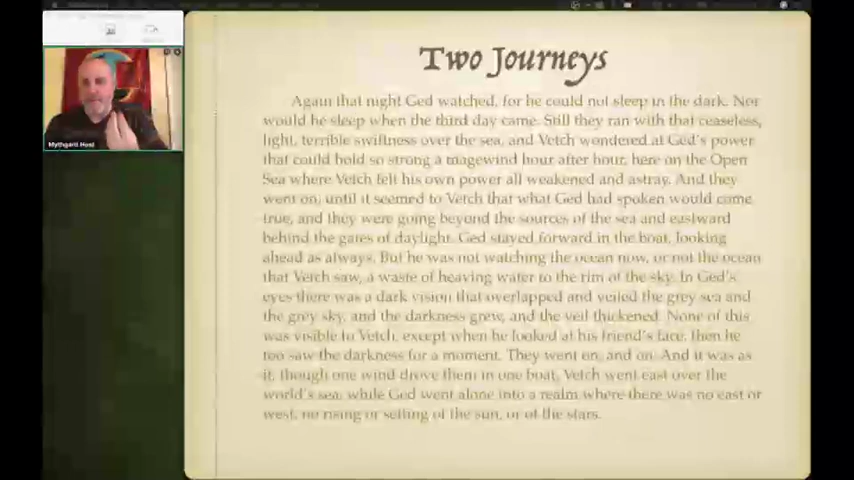 Two Journeys
Again that night Ged watched, for he could not sleep in the dark. Nor
would he sleep when the third day came. Still they ran with that ceaseless,
light, terrible swiftness over the sea, and Vetch wondered at Ged's power
that could hold so strong a magewind hour after hour, here on the Open
Sea where Vetch felt his own power all weakened and astray. And they
went on, until it seemed to Vetch that what Ged had spoken would come
true, and they were going beyond the sources of the sea and eastward
behind the gates of daylight. Ged stayed forward in the boat, looking
ahead as always. But he was not watching the ocean now, or not the ocean
that Vetch saw, a waste of heaving water to the rim of the sky. In Ged's
eyes there was a dark vision that overlapped and veiled the grey sea and
the grey sky, and the darkness grew, and the veil thickened. None of this
was visible to Vetch, except when he looked at his friend's face; then he
too saw the darkness for a moment. They went on, and on. And it was as
if, though one wind drove them in one boat, Vetch went east over the
world's sea, while Ged went alone into a realm where there was no east or
west, no rising or setting of the sun, or of the stars.
Mythgard Host